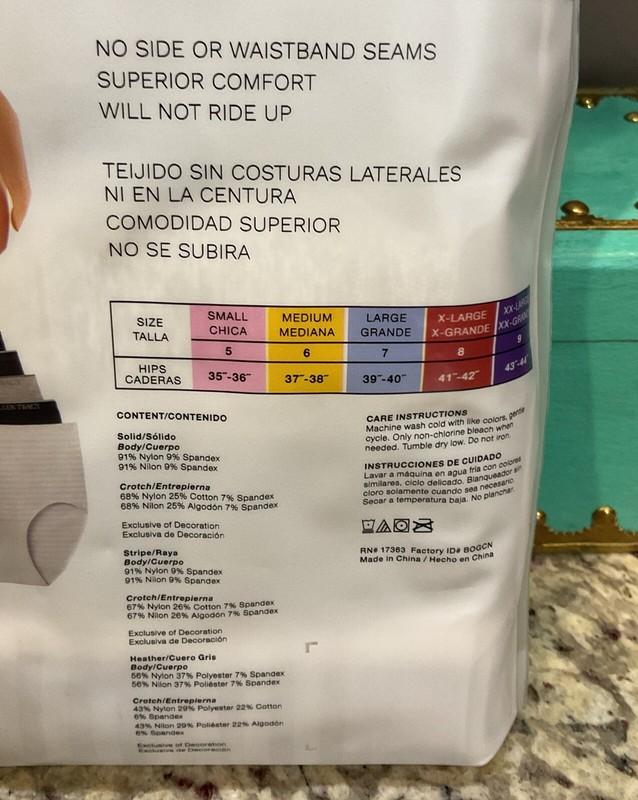 NO SIDE OR WAISTBAND SEAMS
SUPERIOR COMFORT
WILL NOT RIDE UP
TEIJIDO SIN COSTURAS LATERALES
NI EN LA CENTURA
COMODIDAD SUPERIOR
NO SE SUBIRA
SIZE SMALL MEDIUM LARGE X-LARGE
TALLA CHICA MEDIANA GRANDE X-GRANDE
5 6 7 8 9
HIPS
CADERAS 35"-36" 37"-38" 39"-40" 41"-42" 43"-44"
CONTENT/CONTENIDO
Solid/Sólido
Body/Cuerpo
91% Nylon 9% Spandex
91% Nilon 9% Spandex
Crotch/Entrepierna
68% Nylon 25% Cotton 7% Spandex
68% Nilon 25% Algodón 7% Spandex
Exclusive of Decoration
Exclusiva de Decoración
Stripe/Raya
Body/Cuerpo
91% Nylon 9% Spandex
91% Nilon 9% Spandex
Crotch/Entrepierna
67% Nylon 26% Cotton 7% Spandex
67% Nilon 26% Algodón 7% Spandex
Exclusive of Decoration
Exclusiva de Decoración
Heather/Cuero Gris
Body/Cuerpo
56% Nylon 37% Polyester 7% Spandex
56% Nilon 37% Poliéster 7% Spandex
Crotch/Entrepierna
43% Nylon 29% Polyester 22% Cotton
6% Spandex
43% Nilon 29% Poliéster 22% Algodón
6% Spandex
Exclusive of Decoration
Exclusiva de Decoración
CARE INSTRUCTIONS
Machine wash cold with like colors, gentle
cycle. Only non-chlorine bleach when
needed. Tumble dry low. Do not iron.
INSTRUCCIONES DE CUIDADO
Lavar a máquina en agua fría con colores
similares, ciclo delicado. Blanqueador sin
cloro solamente cuando sea necesario.
Secar a temperatura baja. No planchar.
RN# 17363 Factory ID# BOGCN
Made in China / Hecho en China